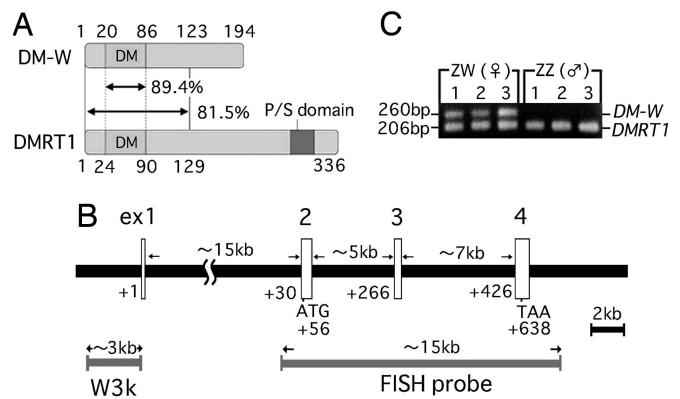 A
1 20 86 123 194
DM-W
DM
89.4%
81.5%
P/S domain
DMRT1
DM
1 24 90 129 336
C
ZW (♀) ZZ (♂)
1 2 3 1 2 3
260bp DM-W
206bp DMRT1
B
ex1 2 3 4
~15kb ~5kb ~7kb
+1 +30 +266 +426
ATG TAA
+56 +638
2kb
~3kb ~15kb
W3k FISH probe